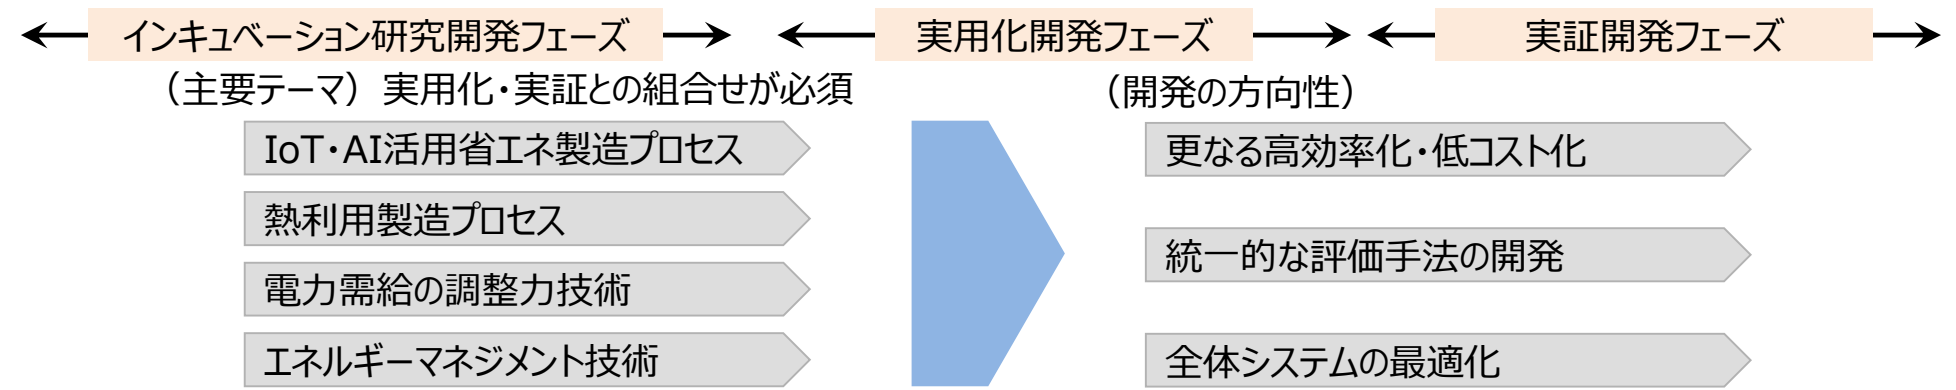 インキュベーション研究開発フェーズ
実用化開発フェーズ
実証開発フェーズ
（主要テーマ）実用化・実証との組合せが必須
（開発の方向性）
IoT・AI活用省エネ製造プロセス
熱利用製造プロセス
電力需給の調整力技術
エネルギーマネジメント技術
更なる高効率化・低コスト化
統一的な評価手法の開発
全体システムの最適化